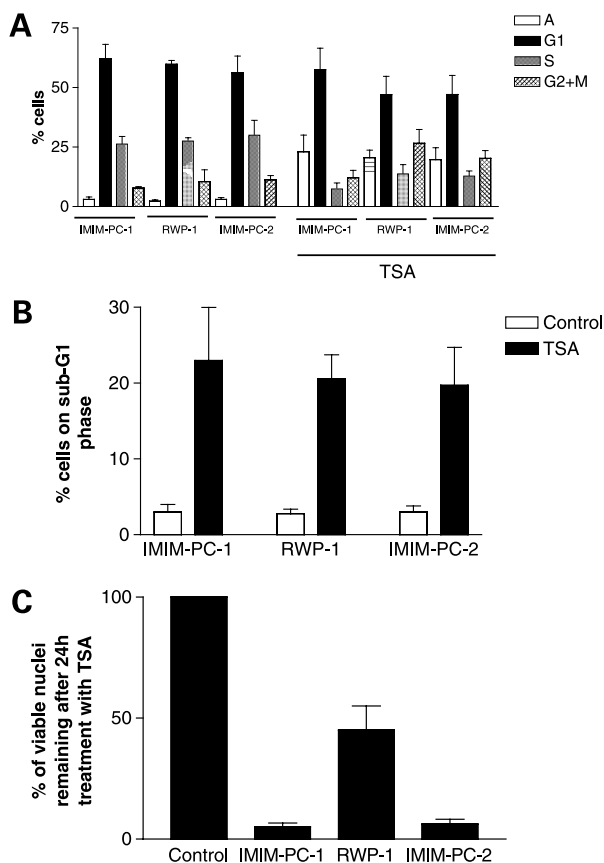 A
A
G1
S
G2+M
75
50
25
0
% cells
IMIM-PC-1 RWP-1 IMIM-PC-2 IMIM-PC-1 RWP-1 IMIM-PC-2
TSA
B
Control
TSA
30
20
10
0
% cells on sub-G1
phase
IMIM-PC-1 RWP-1 IMIM-PC-2
C
100
50
0
% of viable nuclei
remaining after 24h
treatment with TSA
Control IMIM-PC-1 RWP-1 IMIM-PC-2